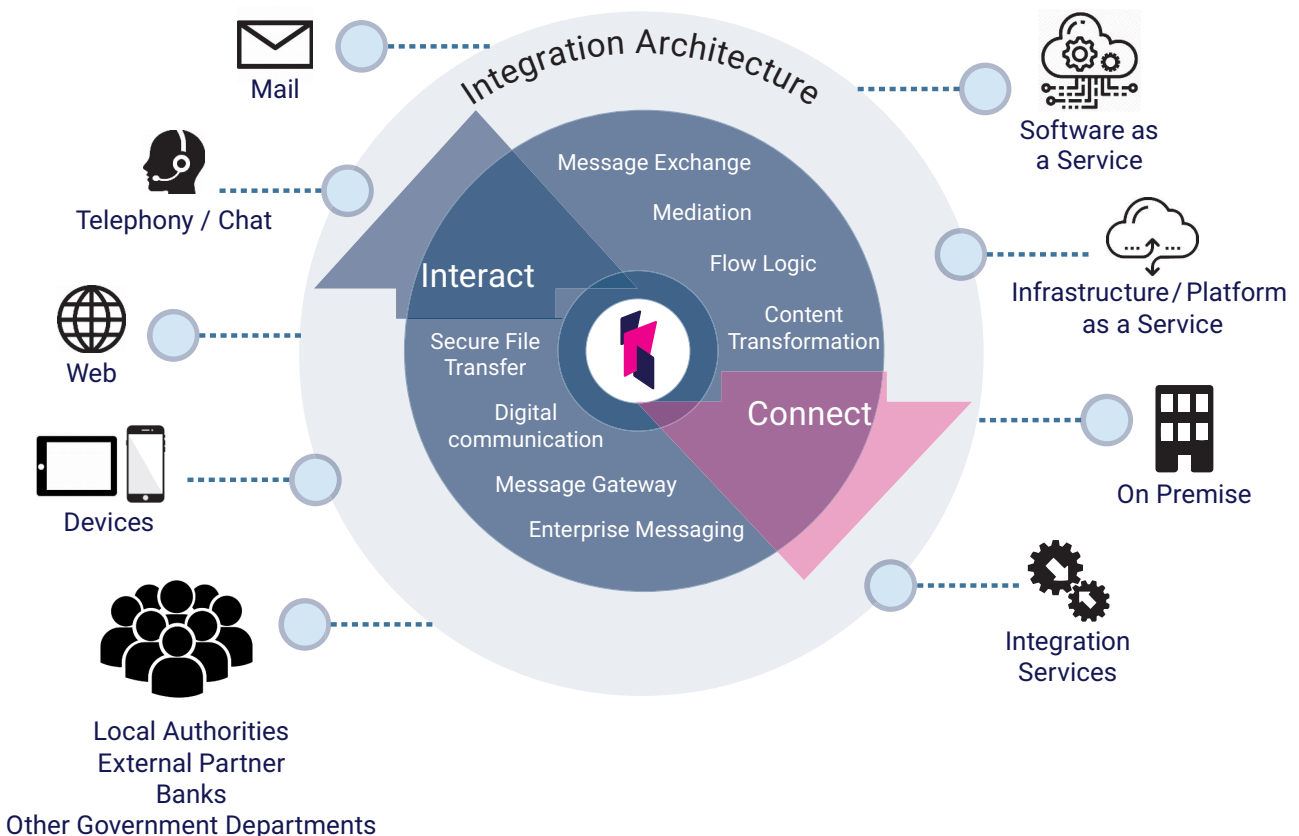 Integration Architecture
Mail
Telephony / Chat
Web
Devices
Local Authorities
External Partner
Banks
Other Government Departments
Message Exchange
Mediation
Flow Logic
Content
Transformation
Interact
Secure File
Transfer
Digital
communication
Message Gateway
Enterprise Messaging
Connect
Software as
a Service
Infrastructure / Platform
as a Service
On Premise
Integration
Services